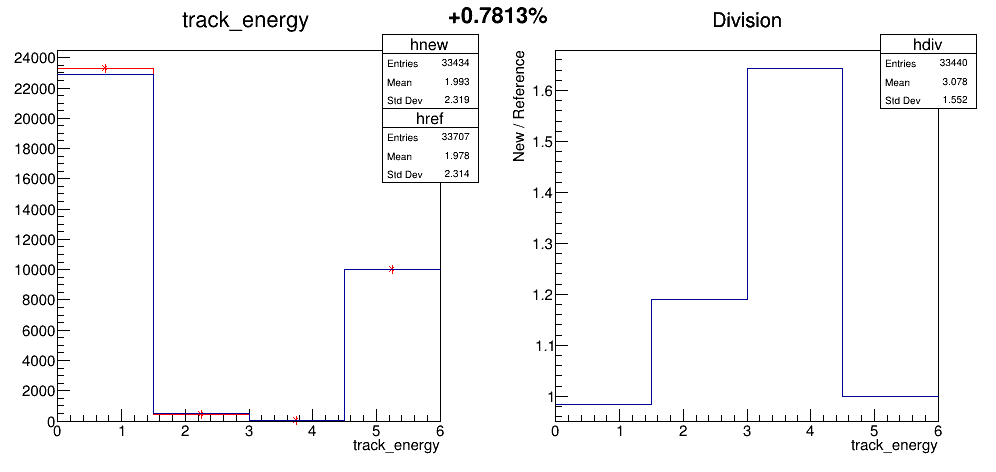 +0.7813%
track_energy
hnew
Entries 33434
Mean 1.993
Std Dev 2.319
href
Entries 33707
Mean 1.978
Std Dev 2.314
24000
22000
20000
18000
16000
14000
12000
10000
8000
6000
4000
2000
0
0 1 2 3 4 5 6
track_energy
Division
hdiv
Entries 33440
Mean 3.078
Std Dev 1.552
New / Reference
1.6
1.5
1.4
1.3
1.2
1.1
1
0 1 2 3 4 5 6
track_energy